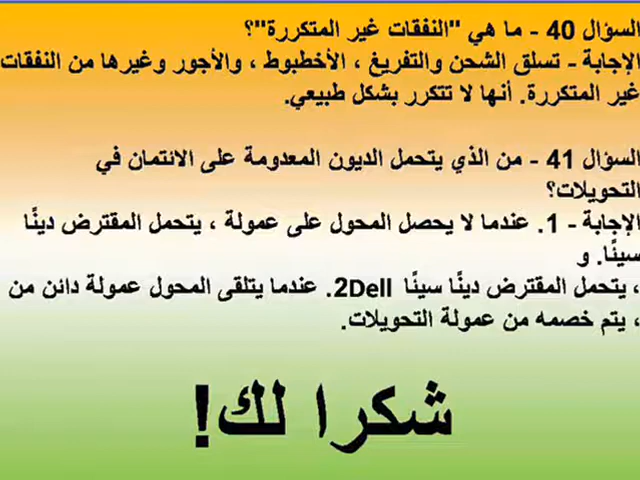 السؤال 40 - ما هي "النفقات غير المتكررة"؟
الإجابة - تسلق الشحن والتفريغ ، الأخطبوط ، والأجور وغيرها من النفقات
غير المتكررة. أنها لا تتكرر بشكل طبيعي.
السؤال 41 - من الذي يتحمل الديون المعدومة على الائتمان في
التحويلات؟
الإجابة - 1. عندما لا يحصل المحول على عمولة ، يتحمل المقترض دينًا
سيئًا. و
، يتحمل المقترض دينًا سيئًا 2Dell. عندما يتلقى المحول عمولة دائن من
، يتم خصمه من عمولة التحويلات.
شكرا لك!